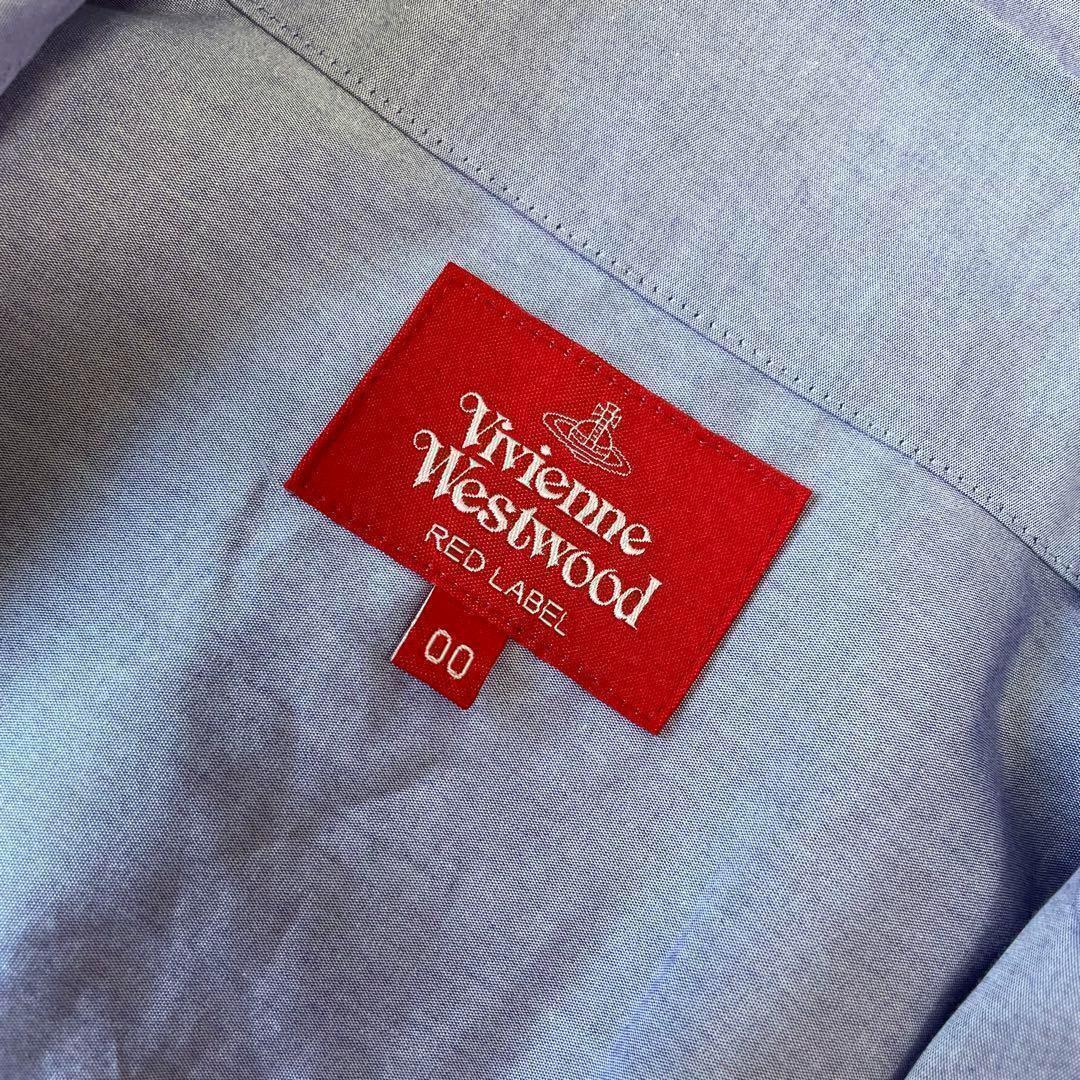 Vivienne
Westwood
RED LABEL
00